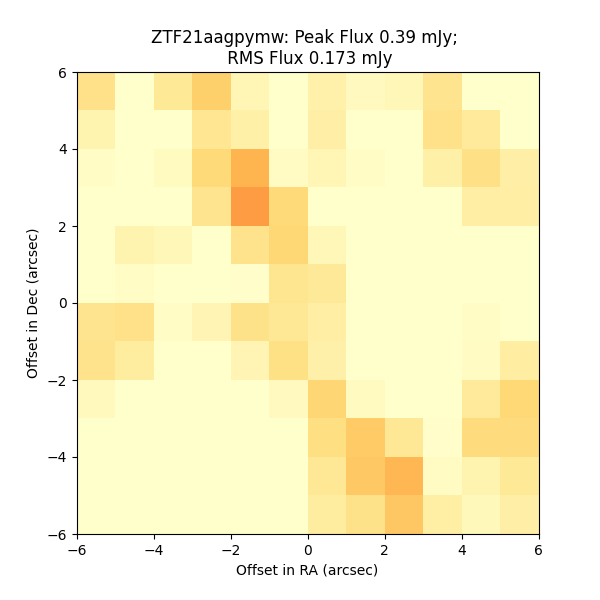 ZTF21aagpymw: Peak Flux 0.39 mJy;
RMS Flux 0.173 mJy
6
4
2
0
−2
−4
−6
Offset in Dec (arcsec)
−6 −4 −2 0 2 4 6
Offset in RA (arcsec)